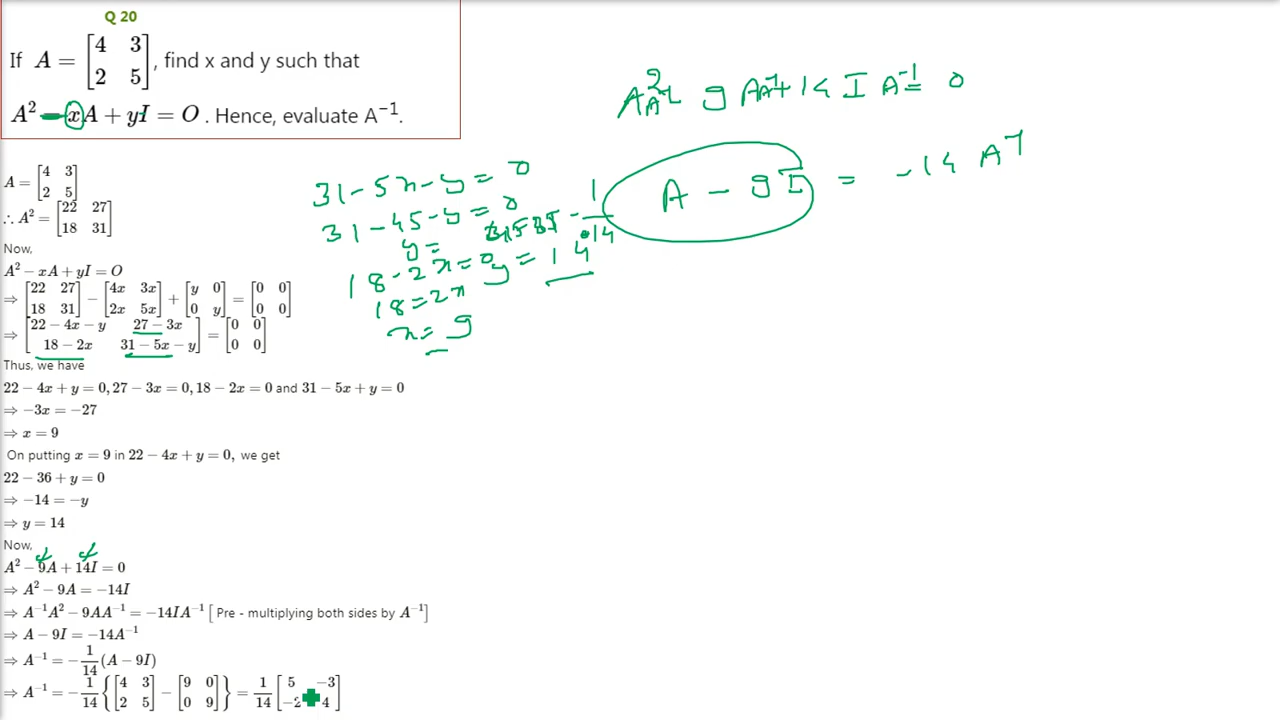 Q 20
If A = [4 3; 2 5], find x and y such that
A² − xA + yI = O . Hence, evaluate A⁻¹.
A = [4 3; 2 5]
∴ A² = [22 27; 18 31]
Now,
A² − xA + yI = O
⇒ [22 27; 18 31] − [4x 3x; 2x 5x] + [y 0; 0 y] = [0 0; 0 0]
⇒ [22 − 4x − y 27 − 3x; 18 − 2x 31 − 5x − y] = [0 0; 0 0]
Thus, we have
22 − 4x + y = 0, 27 − 3x = 0, 18 − 2x = 0 and 31 − 5x + y = 0
⇒ −3x = −27
⇒ x = 9
On putting x = 9 in 22 − 4x + y = 0, we get
22 − 36 + y = 0
⇒ −14 = −y
⇒ y = 14
Now,
A² − 9A + 14I = 0
⇒ A² − 9A = −14I
⇒ A⁻¹A² − 9AA⁻¹ = −14IA⁻¹ [ Pre - multiplying both sides by A⁻¹]
⇒ A − 9I = −14A⁻¹
⇒ A⁻¹ = −1/14 (A − 9I)
⇒ A⁻¹ = −1/14 {[4 3; 2 5] − [9 0; 0 9]} = 1/14 [5 −3; −2 4]
31 - 5x - y = 0
31 - 45 - y = 0
y =
y = 14
18 - 2x = 0
18 = 2x
x = 9
-1/14
A - 9I = -14 A⁻¹